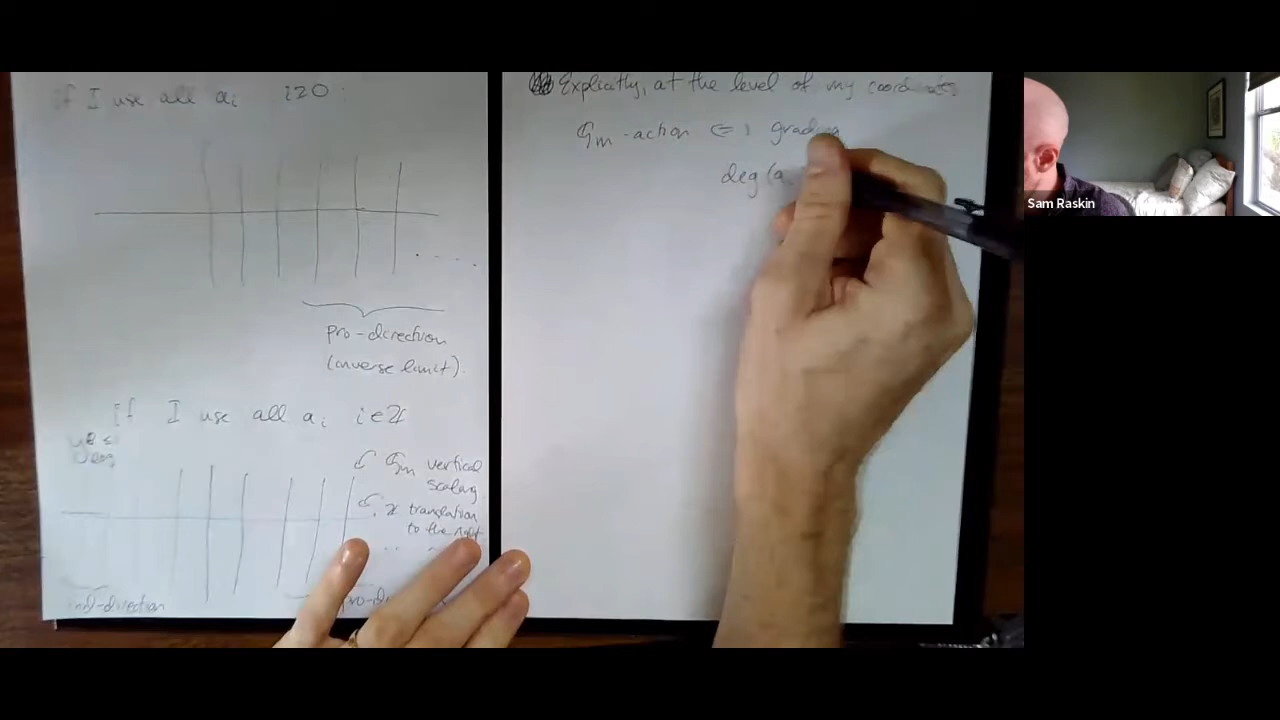 if I use all aᵢ i≥0 :
pro-direction
(inverse limit).
if I use all aᵢ i∈ℤ
𝔾m vertical
scaling
ℤ translation
to the right
ind-direction
Explicitly, at the level of my coordinates
𝔾m-action ⇔ grading
deg(a
Sam Raskin